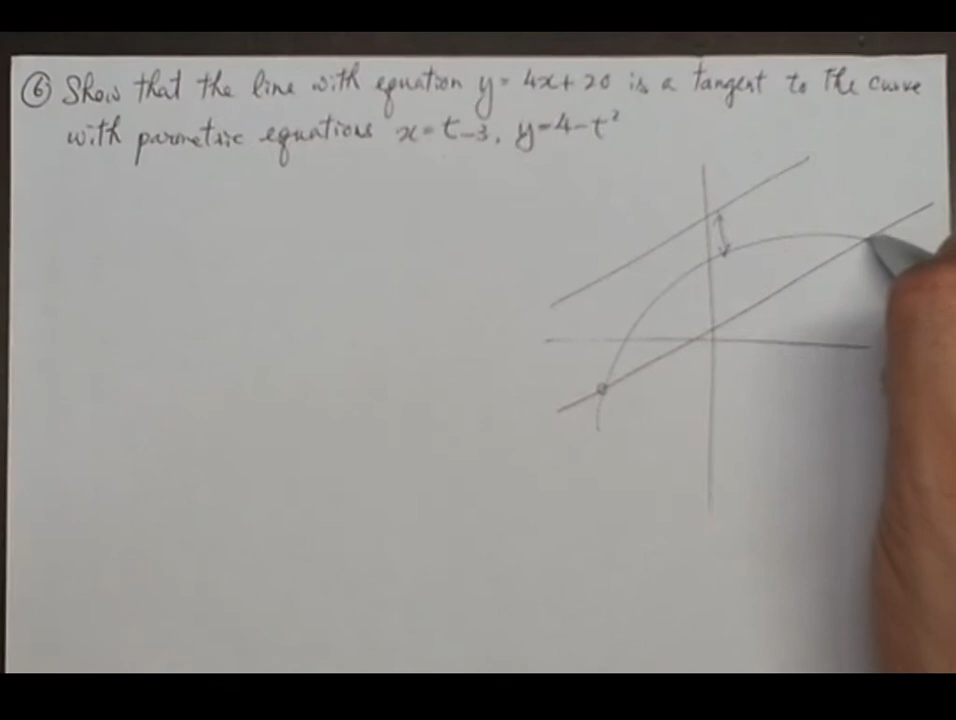 ⑥ Show that the line with equation y = 4x + 20 is a tangent to the curve
with parmetric equations x = t - 3, y = 4 - t²